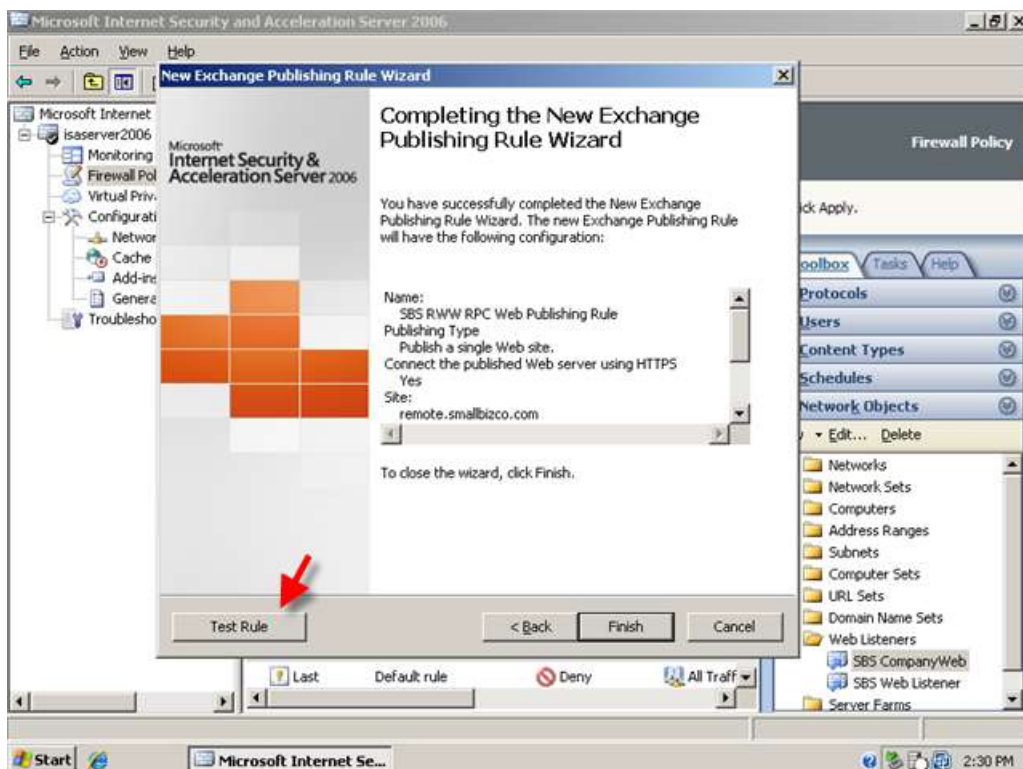 Microsoft Internet Security and Acceleration Server 2006
File Action View Help
New Exchange Publishing Rule Wizard
Microsoft Internet
isaserver2006
Monitoring
Firewall Pol
Virtual Priv
Configurati
Networ
Cache
Add-ins
Genera
Troublesho
Microsoft
Internet Security &
Acceleration Server 2006
Completing the New Exchange
Publishing Rule Wizard
You have successfully completed the New Exchange
Publishing Rule Wizard. The new Exchange Publishing Rule
will have the following configuration:
Name:
SBS RWW RPC Web Publishing Rule
Publishing Type
Publish a single Web site.
Connect the published Web server using HTTPS
Yes
Site:
remote.smallbizco.com
To close the wizard, click Finish.
Test Rule
< Back Finish Cancel
Firewall Policy
ick Apply.
oolbox Tasks Help
Protocols
Users
Content Types
Schedules
Network Objects
Edit... Delete
Networks
Network Sets
Computers
Address Ranges
Subnets
Computer Sets
URL Sets
Domain Name Sets
Web Listeners
SBS CompanyWeb
SBS Web Listener
Server Farms
Last Default rule Deny All Traff
Start Microsoft Internet Se... 2:30 PM